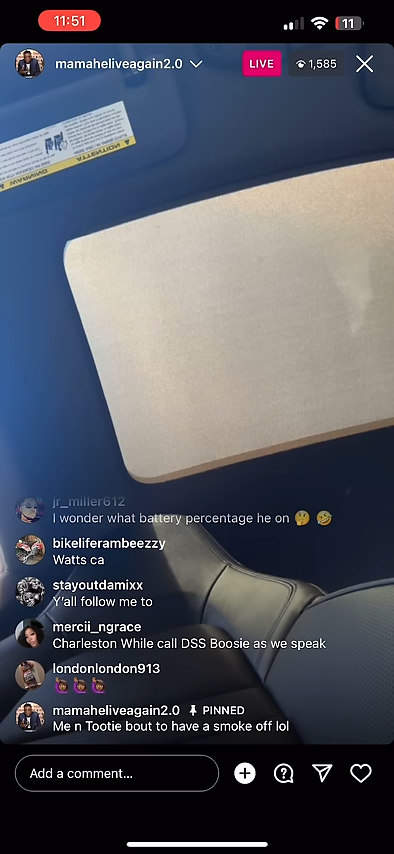 11:51
11
mamaheliveagain2.0
LIVE
1,585
WARNING
ATTENTION
jr_miller612
I wonder what battery percentage he on 🤔 🤣
bikeliferambeezzy
Watts ca
stayoutdamixx
Y'all follow me to
mercii_ngrace
Charleston While call DSS Boosie as we speak
londonlondon913
mamaheliveagain2.0 PINNED
Me n Tootie bout to have a smoke off lol
Add a comment...